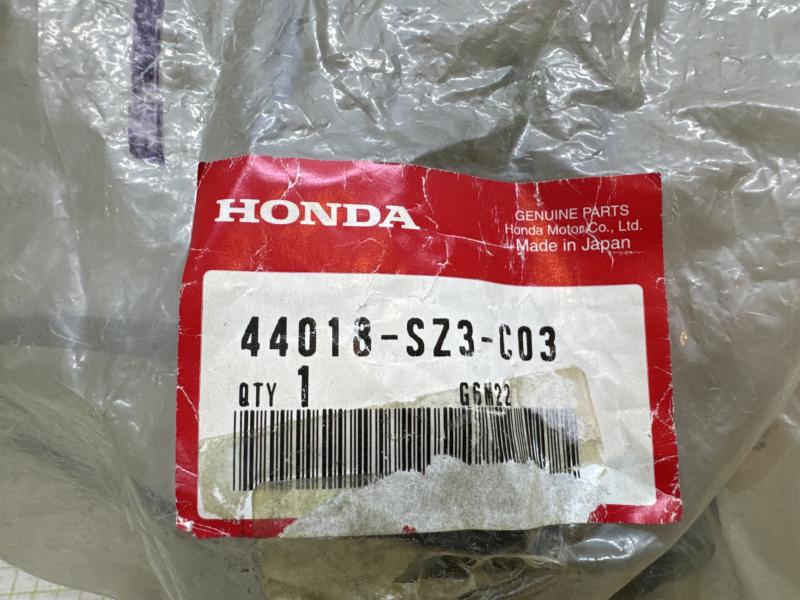 HONDA
GENUINE PARTS
Honda Motor Co., Ltd.
Made in Japan
44018-SZ3-C03
QTY 1 G6M22